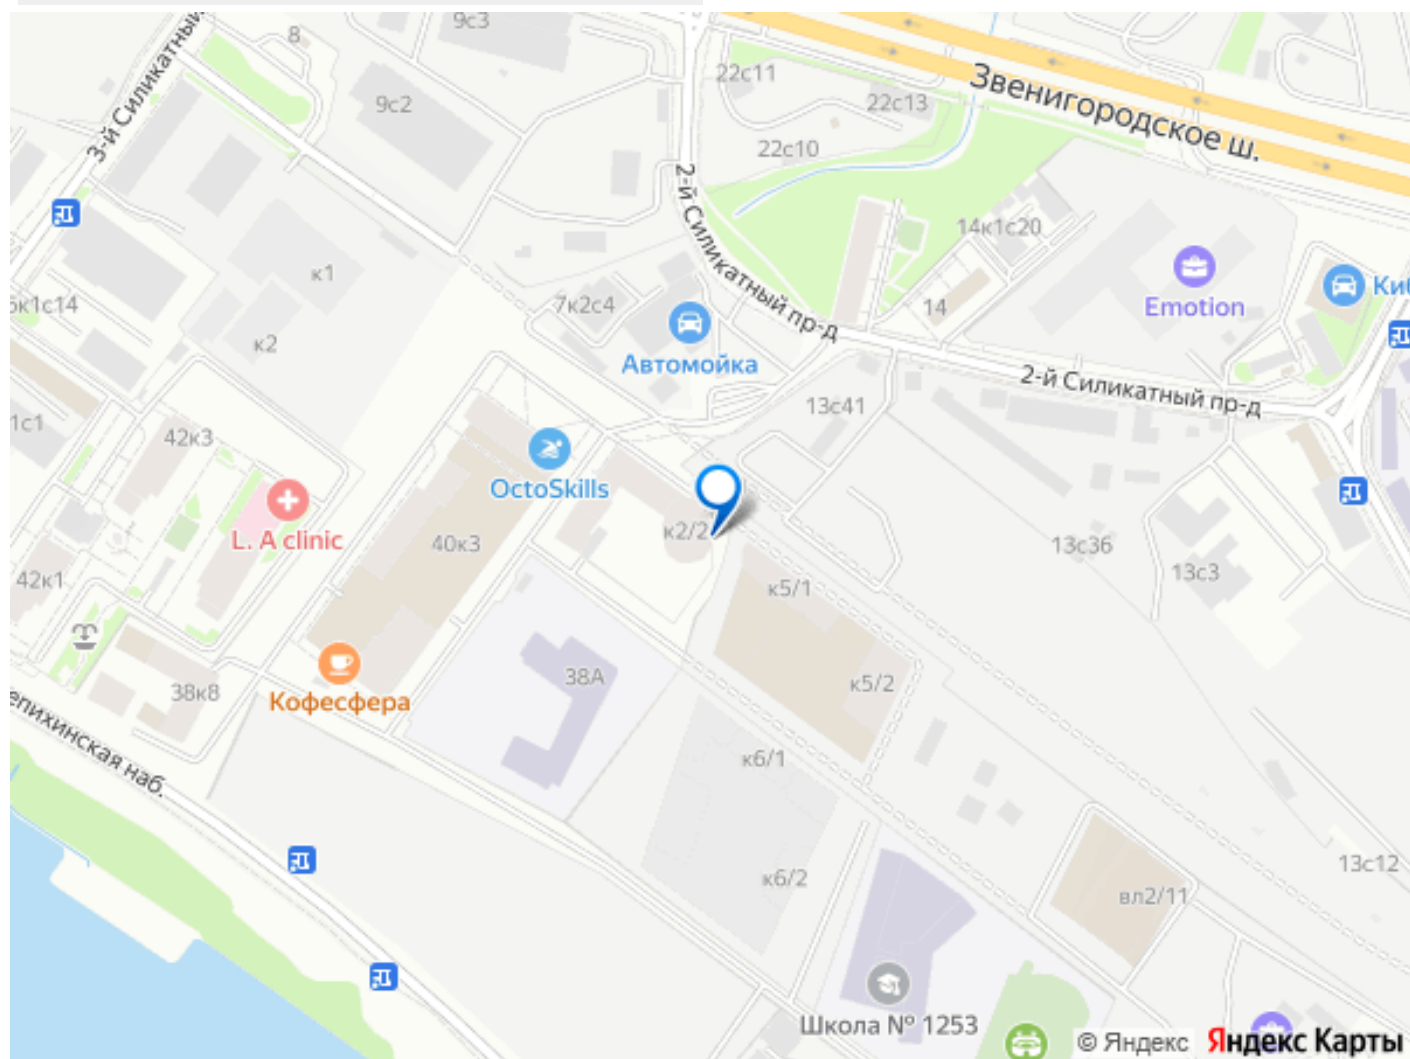 9с3
8
3-й Силикатный
9с2
22с11
22с13
Звенигородское ш.
22с10
2-й Силикатный пр-д
14к1с20
к1
7к2с4
14
Emotion
к1с14
к2
Автомойка
2-й Силикатный пр-д
13с41
42к3
OctoSkills
L. A clinic
40к3
к2/2
13с36
13с3
42к1
к5/1
38А
38к8
Кофесфера
к5/2
епихинская наб.
к6/1
13с12
к6/2
вл2/11
Школа № 1253
© Яндекс Яндекс Карты